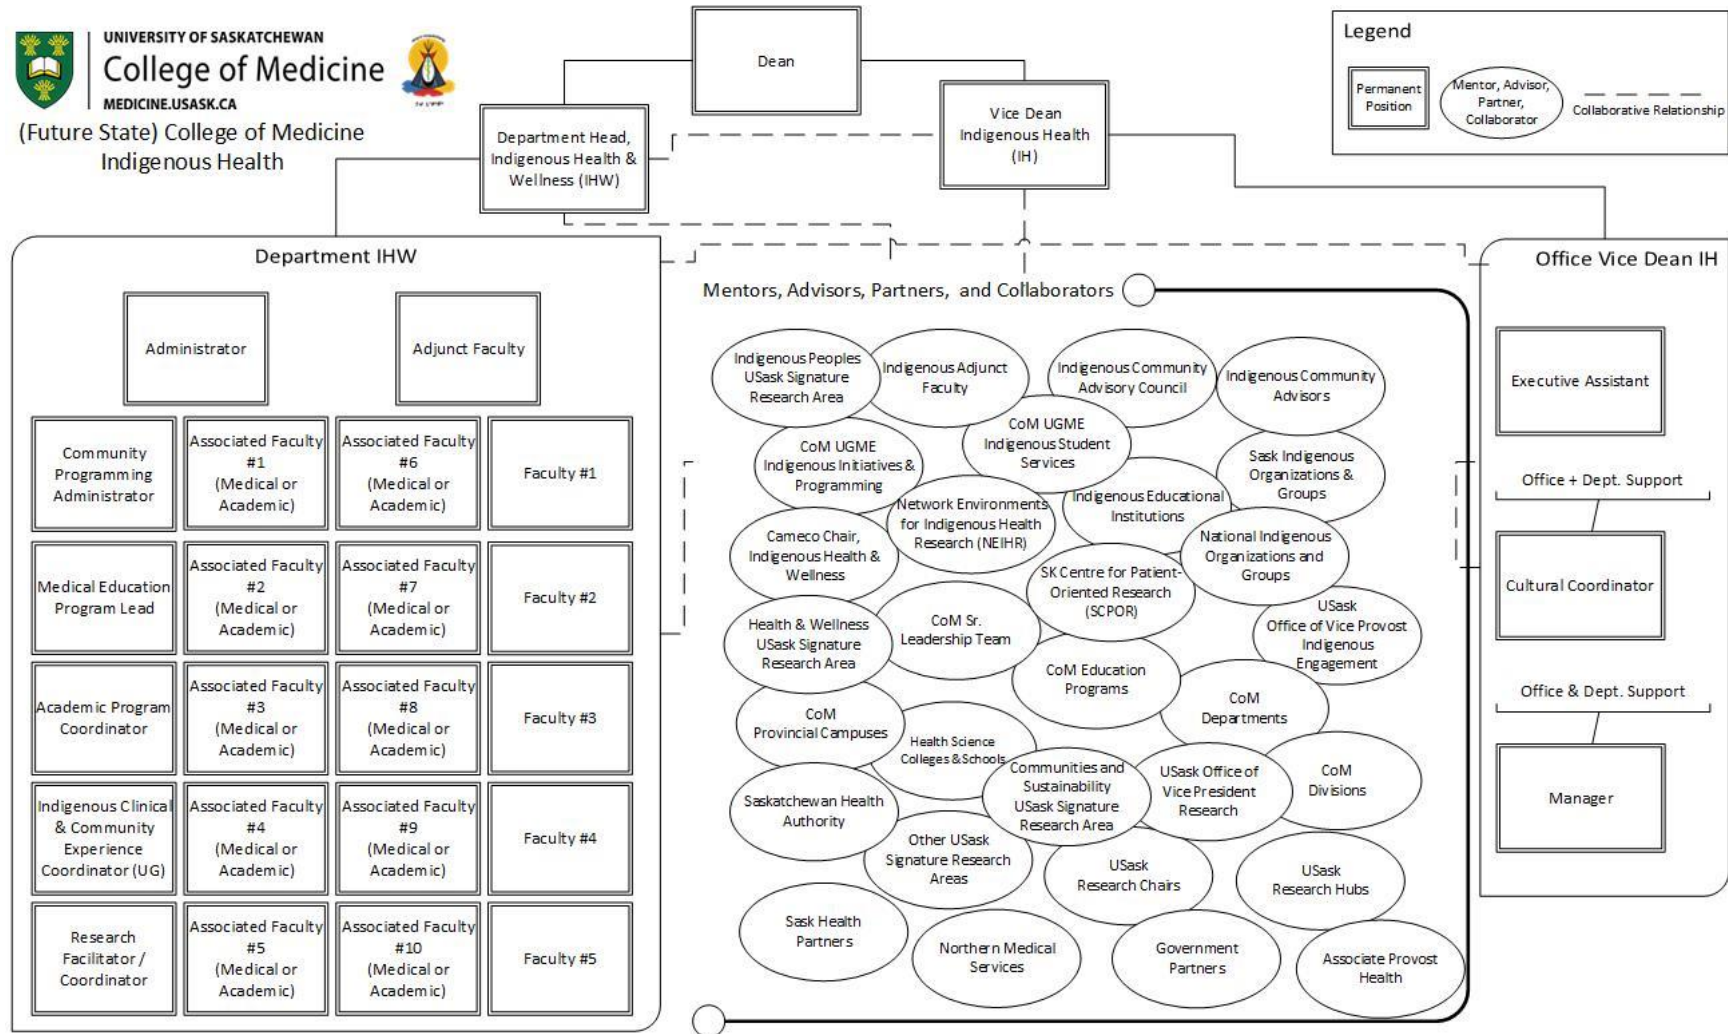 UNIVERSITY OF SASKATCHEWAN
College of Medicine
MEDICINE.USASK.CA
(Future State) College of Medicine
Indigenous Health
Dean
Department Head,
Indigenous Health &
Wellness (IHW)
Vice Dean
Indigenous Health
(IH)
Legend
Permanent
Position
Mentor, Advisor,
Partner,
Collaborator
Collaborative Relationship
Department IHW
Administrator
Adjunct Faculty
Community
Programming
Administrator
Associated Faculty
#1
(Medical or
Academic)
Associated Faculty
#6
(Medical or
Academic)
Faculty #1
Medical Education
Program Lead
Associated Faculty
#2
(Medical or
Academic)
Associated Faculty
#7
(Medical or
Academic)
Faculty #2
Academic Program
Coordinator
Associated Faculty
#3
(Medical or
Academic)
Associated Faculty
#8
(Medical or
Academic)
Faculty #3
Indigenous Clinical
& Community
Experience
Coordinator (UG)
Associated Faculty
#4
(Medical or
Academic)
Associated Faculty
#9
(Medical or
Academic)
Faculty #4
Research
Facilitator /
Coordinator
Associated Faculty
#5
(Medical or
Academic)
Associated Faculty
#10
(Medical or
Academic)
Faculty #5
Mentors, Advisors, Partners, and Collaborators
Indigenous Peoples
USask Signature
Research Area
Indigenous Adjunct
Faculty
Indigenous Community
Advisory Council
Indigenous Community
Advisors
CoM UGME
Indigenous Initiatives &
Programming
CoM UGME
Indigenous Student
Services
Sask Indigenous
Organizations &
Groups
Network Environments
for Indigenous Health
Research (NEIHR)
Indigenous Educational
Institutions
Cameco Chair,
Indigenous Health &
Wellness
National Indigenous
Organizations and
Groups
SK Centre for Patient-
Oriented Research
(SCPOR)
Health & Wellness
USask Signature
Research Area
CoM Sr.
Leadership Team
USask
Office of Vice Provost
Indigenous
Engagement
CoM Education
Programs
CoM
Departments
CoM
Provincial Campuses
Health Science
Colleges & Schools
Communities and
Sustainability
USask Signature
Research Area
USask Office of
Vice President
Research
CoM
Divisions
Saskatchewan Health
Authority
Other USask
Signature Research
Areas
USask
Research Chairs
USask
Research Hubs
Sask Health
Partners
Northern Medical
Services
Government
Partners
Associate Provost
Health
Office Vice Dean IH
Executive Assistant
Office + Dept. Support
Cultural Coordinator
Office & Dept. Support
Manager